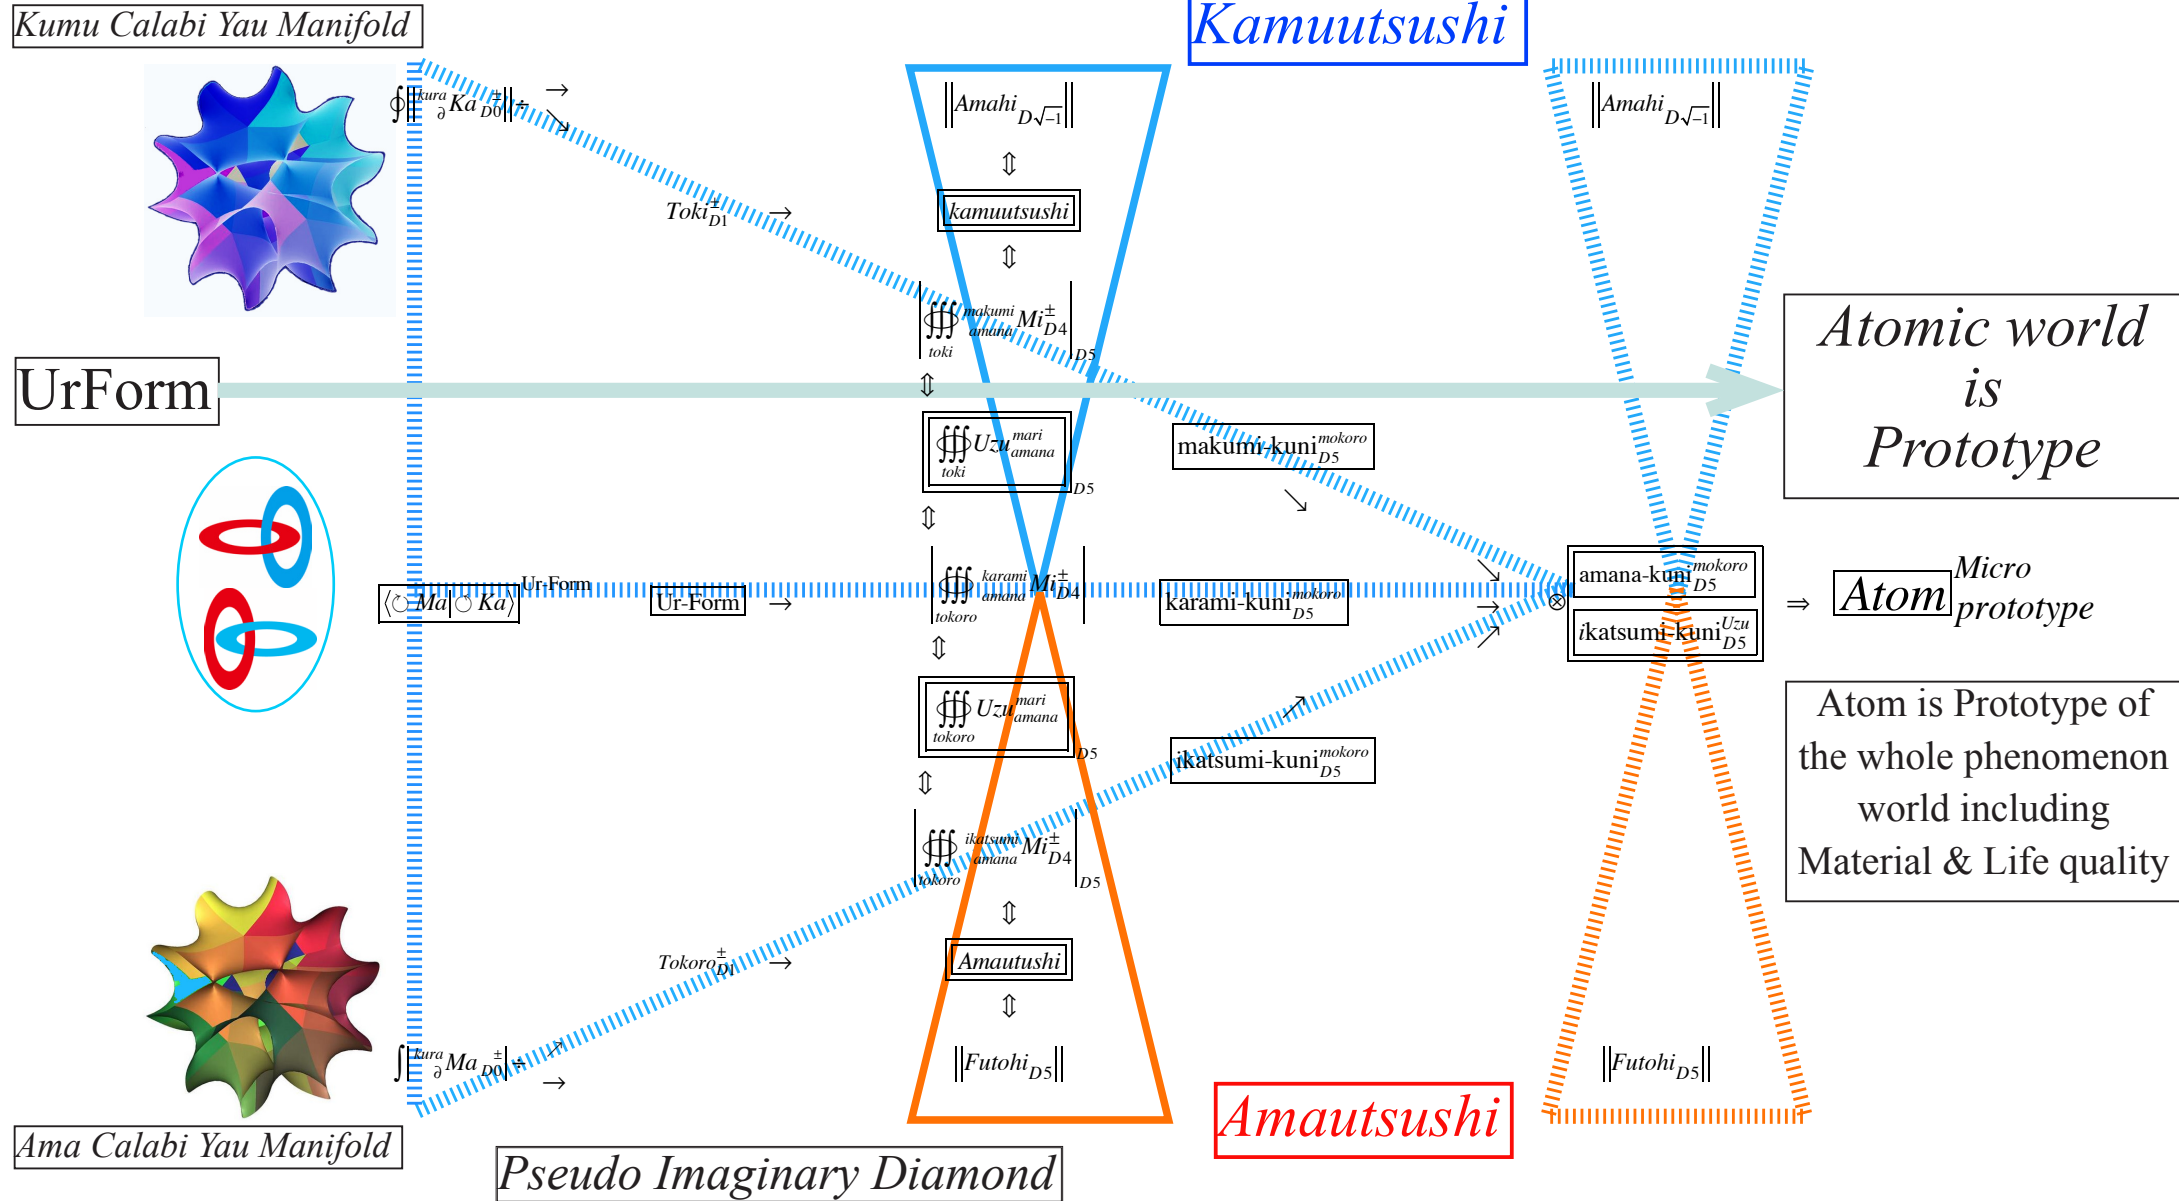 Kumu Calabi Yau Manifold
Kamuutsushi
∮‖kura ∂ Ka ± D0‖÷ → ↘
‖Amahi D√−1‖
‖Amahi D√−1‖
⇕
Toki ± D1 →
kamuutsushi
⇕
|∰ toki makumi amana Mi ± D4| D5
Atomic world
is
Prototype
UrForm
⇕
∰ toki Uzu mari amana D5
makumi-kuni mokoro D5
↘
⇕
⟨↻ Ma|↺ Ka⟩ Ur-Form
Ur-Form →
|∰ tokoro karami amana Mi ± D4|
karami-kuni mokoro D5
↘
→
↗
⊗
amana-kuni mokoro D5
ikatsumi-kuni Uzu D5
⇒ Atom Micro
prototype
⇕
∰ tokoro Uzu mari amana D5
↗
ikatsumi-kuni mokoro D5
⇕
Atom is Prototype of
the whole phenomenon
world including
Material & Life quality
|∰ tokoro ikatsumi amana Mi ± D4| D5
⇕
Tokoro ± D1 →
Amautushi
⇕
∫|kura ∂ Ma ± D0|÷ ↗ →
‖Futohi D5‖
‖Futohi D5‖
Amautsushi
Ama Calabi Yau Manifold
Pseudo Imaginary Diamond